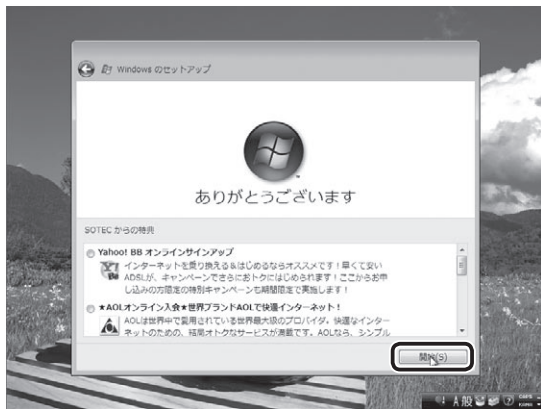 Windows のセットアップ
ありがとうございます
SOTEC からの特典
Yahoo! BB オンラインサインアップ
インターネットを乗り換える&はじめるならオススメです!早くて安い
ADSLが、キャンペーンでさらにおトクにはじめられます!ここからお申
し込みの方限定の特別キャンペーンも期間限定で実施します!
★AOLオンライン入会★世界ブランドAOLで快適インターネット!
AOLは世界中で愛用されている世界最大級のプロバイダ。快適なインター
ネットのための、結局オトクなサービスが満載です。AOLなら、シンプル
開始(S)
A 般
CAPS
KANA